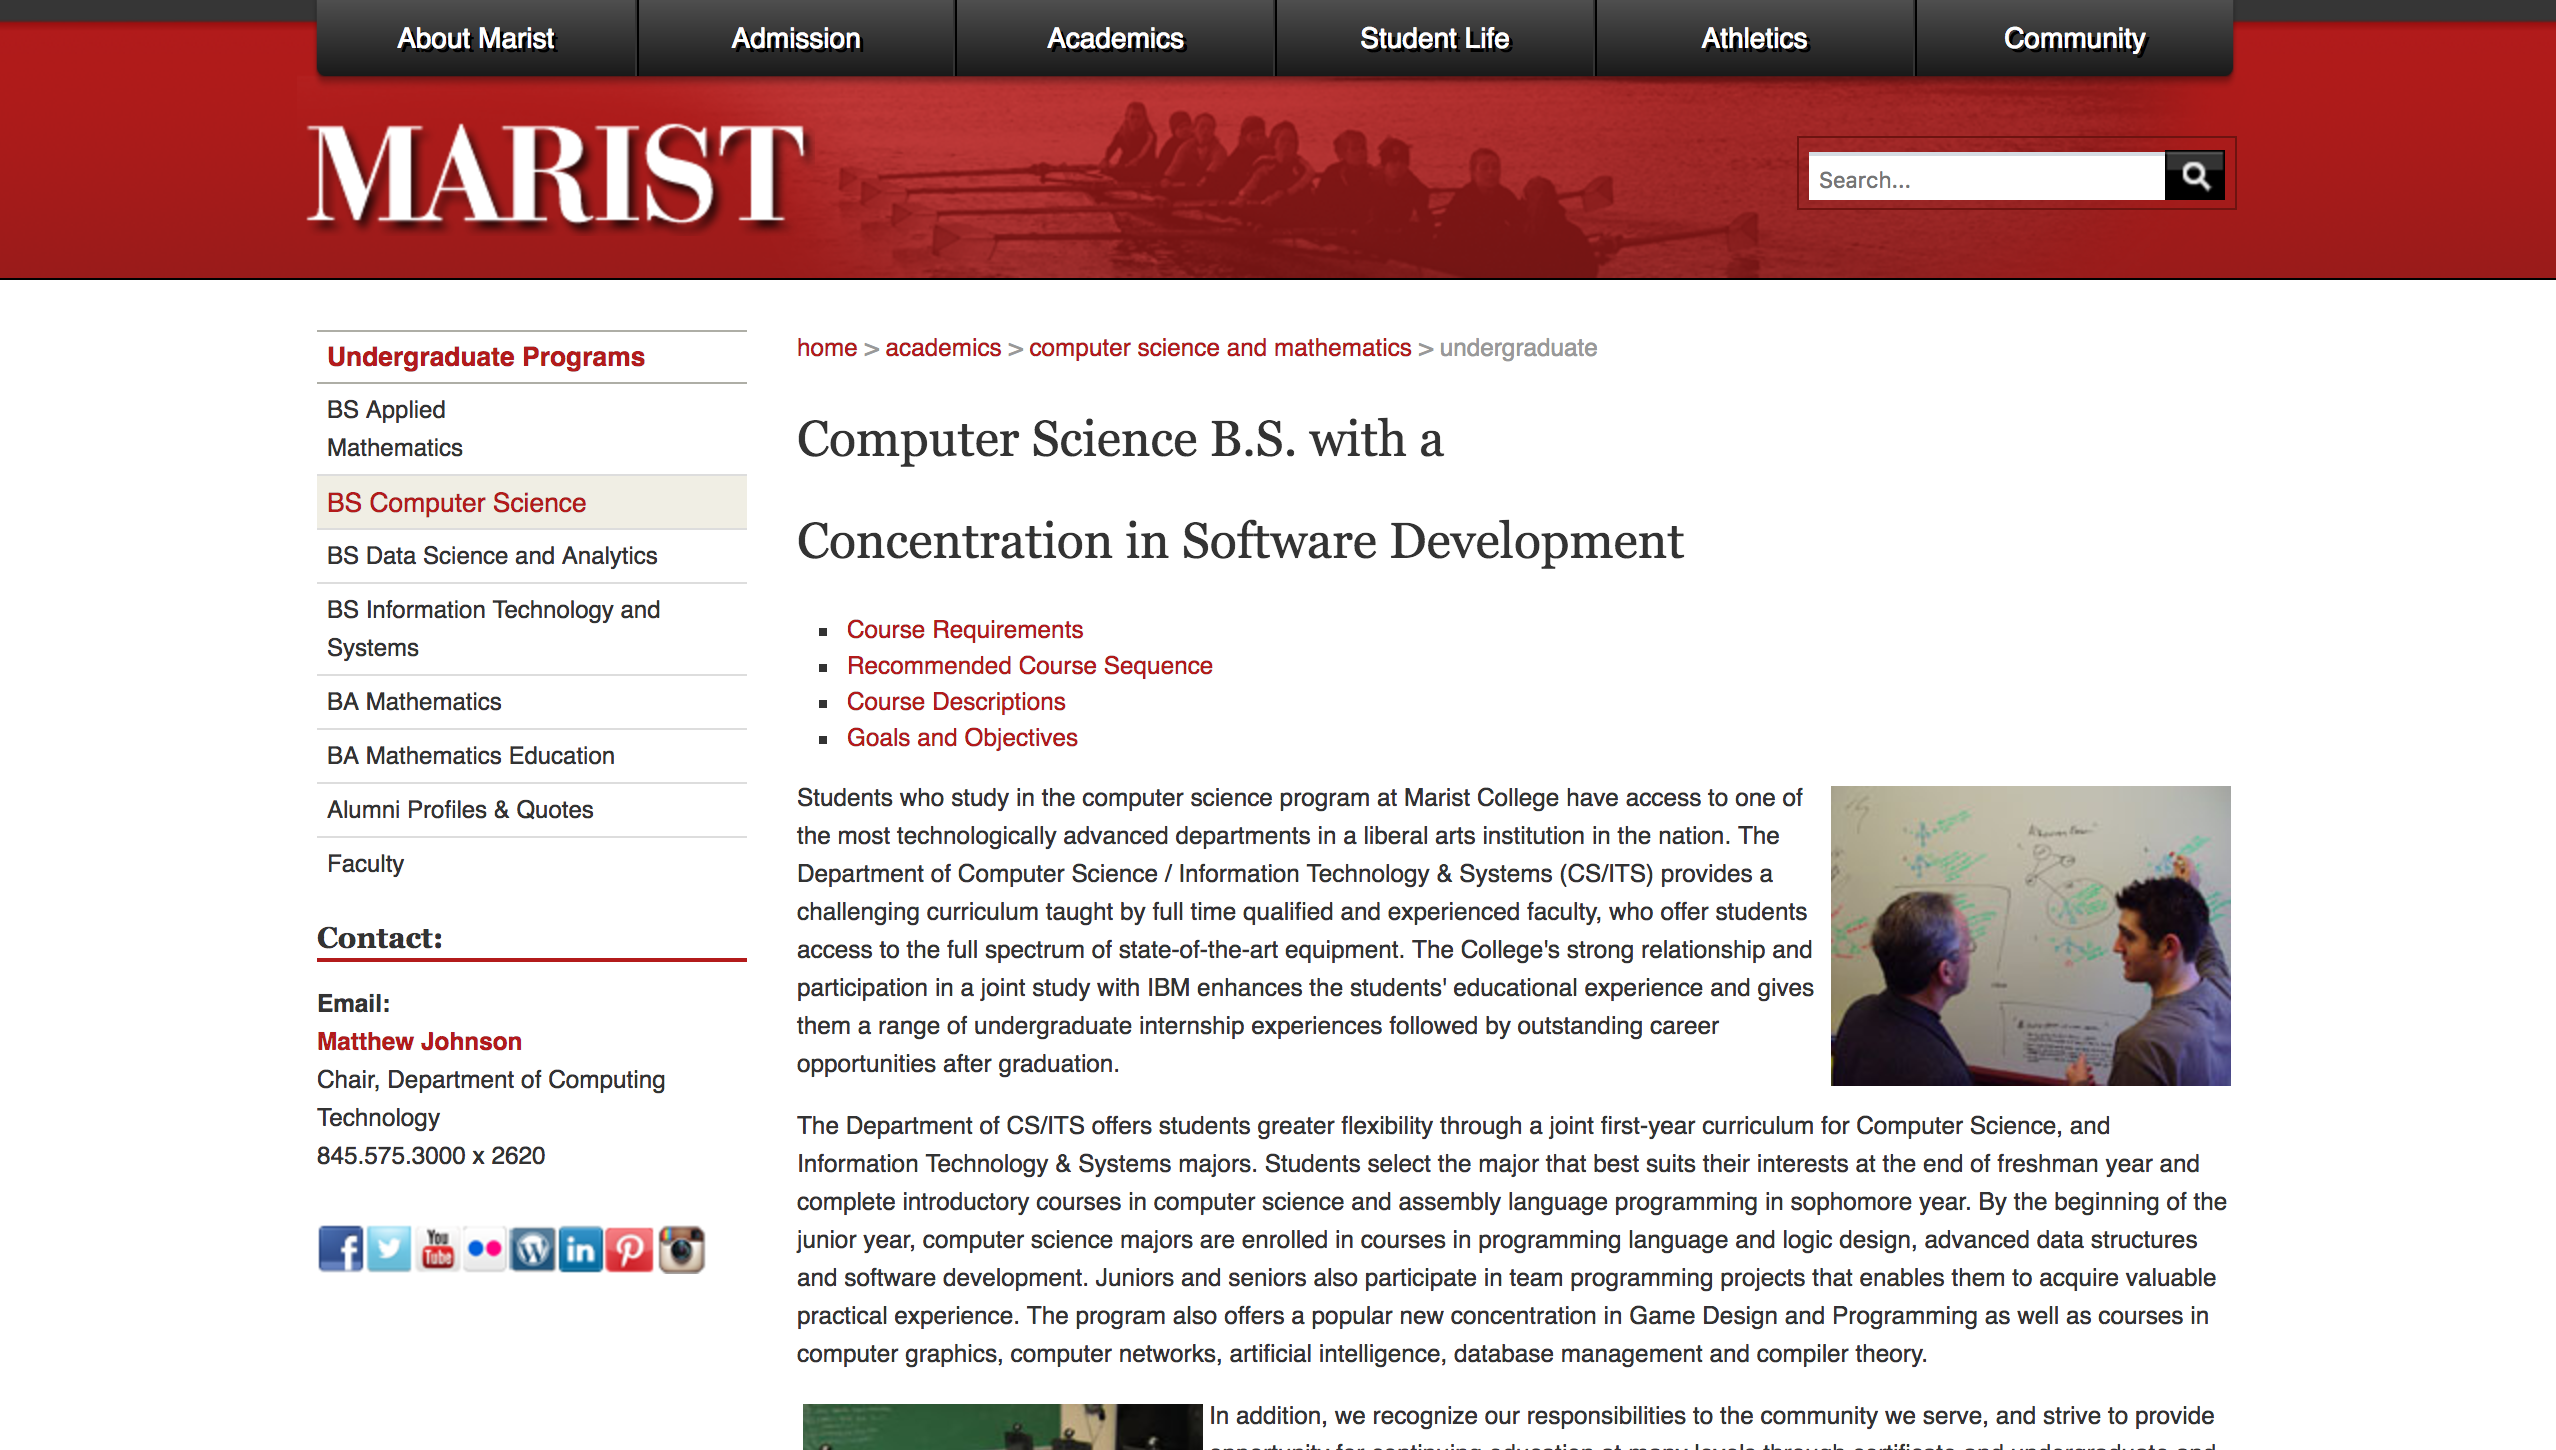 About Marist
Admission
Academics
Student Life
Athletics
Community
MARIST
Search...
Undergraduate Programs
BS Applied
Mathematics
BS Computer Science
BS Data Science and Analytics
BS Information Technology and
Systems
BA Mathematics
BA Mathematics Education
Alumni Profiles & Quotes
Faculty
Contact:
Email:
Matthew Johnson
Chair, Department of Computing
Technology
845.575.3000 x 2620
You
Tube
home > academics > computer science and mathematics > undergraduate
Computer Science B.S. with a
Concentration in Software Development
Course Requirements
Recommended Course Sequence
Course Descriptions
Goals and Objectives
Students who study in the computer science program at Marist College have access to one of
the most technologically advanced departments in a liberal arts institution in the nation. The
Department of Computer Science / Information Technology & Systems (CS/ITS) provides a
challenging curriculum taught by full time qualified and experienced faculty, who offer students
access to the full spectrum of state-of-the-art equipment. The College's strong relationship and
participation in a joint study with IBM enhances the students' educational experience and gives
them a range of undergraduate internship experiences followed by outstanding career
opportunities after graduation.
The Department of CS/ITS offers students greater flexibility through a joint first-year curriculum for Computer Science, and
Information Technology & Systems majors. Students select the major that best suits their interests at the end of freshman year and
complete introductory courses in computer science and assembly language programming in sophomore year. By the beginning of the
junior year, computer science majors are enrolled in courses in programming language and logic design, advanced data structures
and software development. Juniors and seniors also participate in team programming projects that enables them to acquire valuable
practical experience. The program also offers a popular new concentration in Game Design and Programming as well as courses in
computer graphics, computer networks, artificial intelligence, database management and compiler theory.
In addition, we recognize our responsibilities to the community we serve, and strive to provide